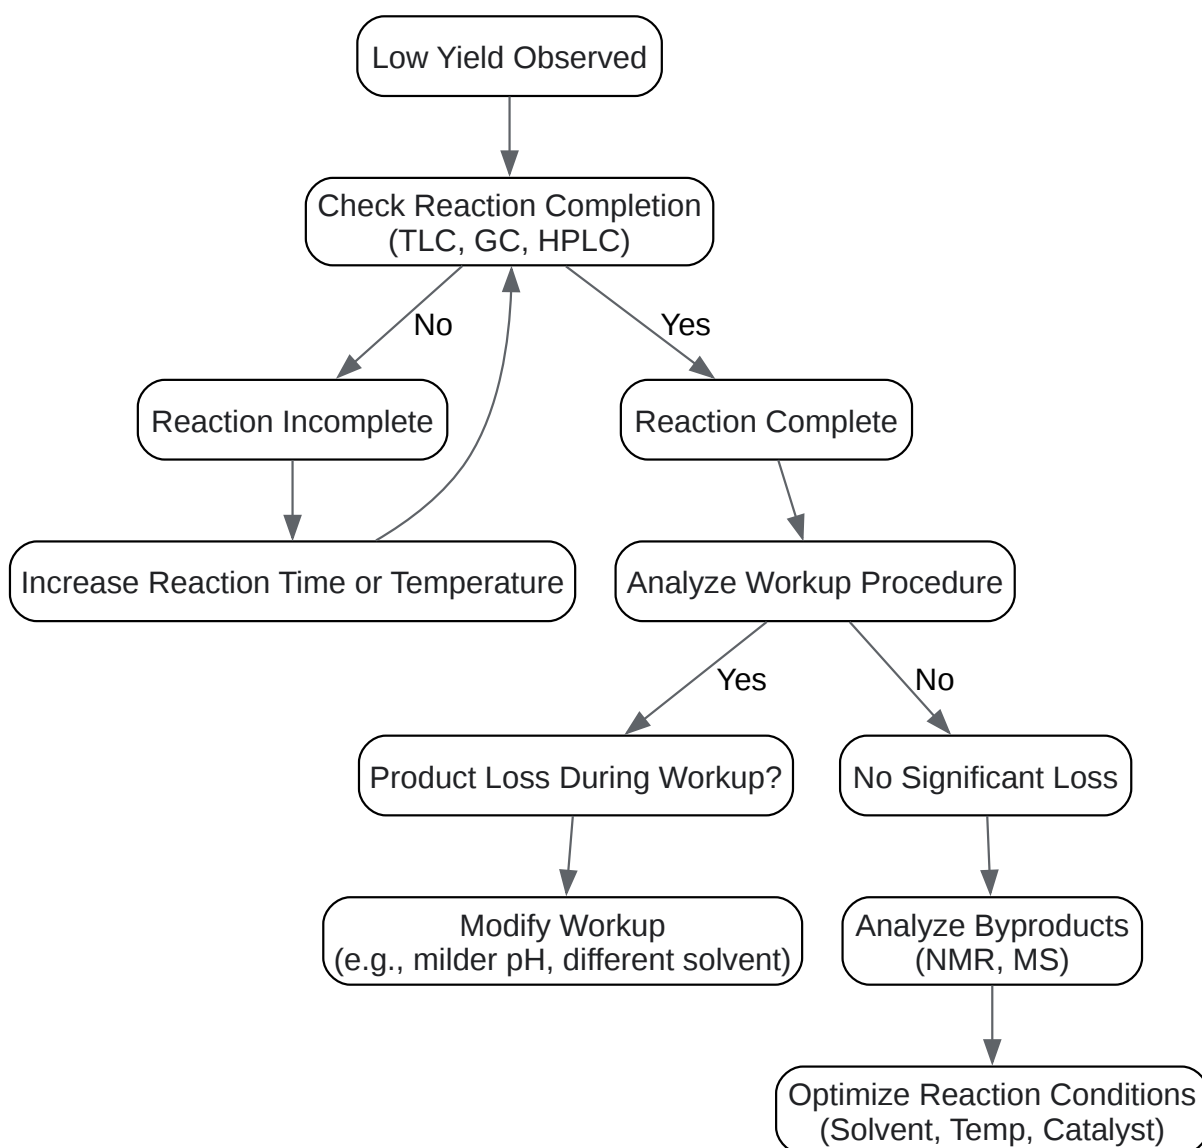 Low Yield Observed
Check Reaction Completion
(TLC, GC, HPLC)
No
Yes
Reaction Incomplete
Reaction Complete
Increase Reaction Time or Temperature
Analyze Workup Procedure
Yes
No
Product Loss During Workup?
No Significant Loss
Modify Workup
(e.g., milder pH, different solvent)
Analyze Byproducts
(NMR, MS)
Optimize Reaction Conditions
(Solvent, Temp, Catalyst)